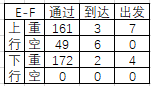 E-F 通过 到达 出发
上行 重 161 3 7
空 49 6 0
下行 重 172 2 4
空 0 0 0